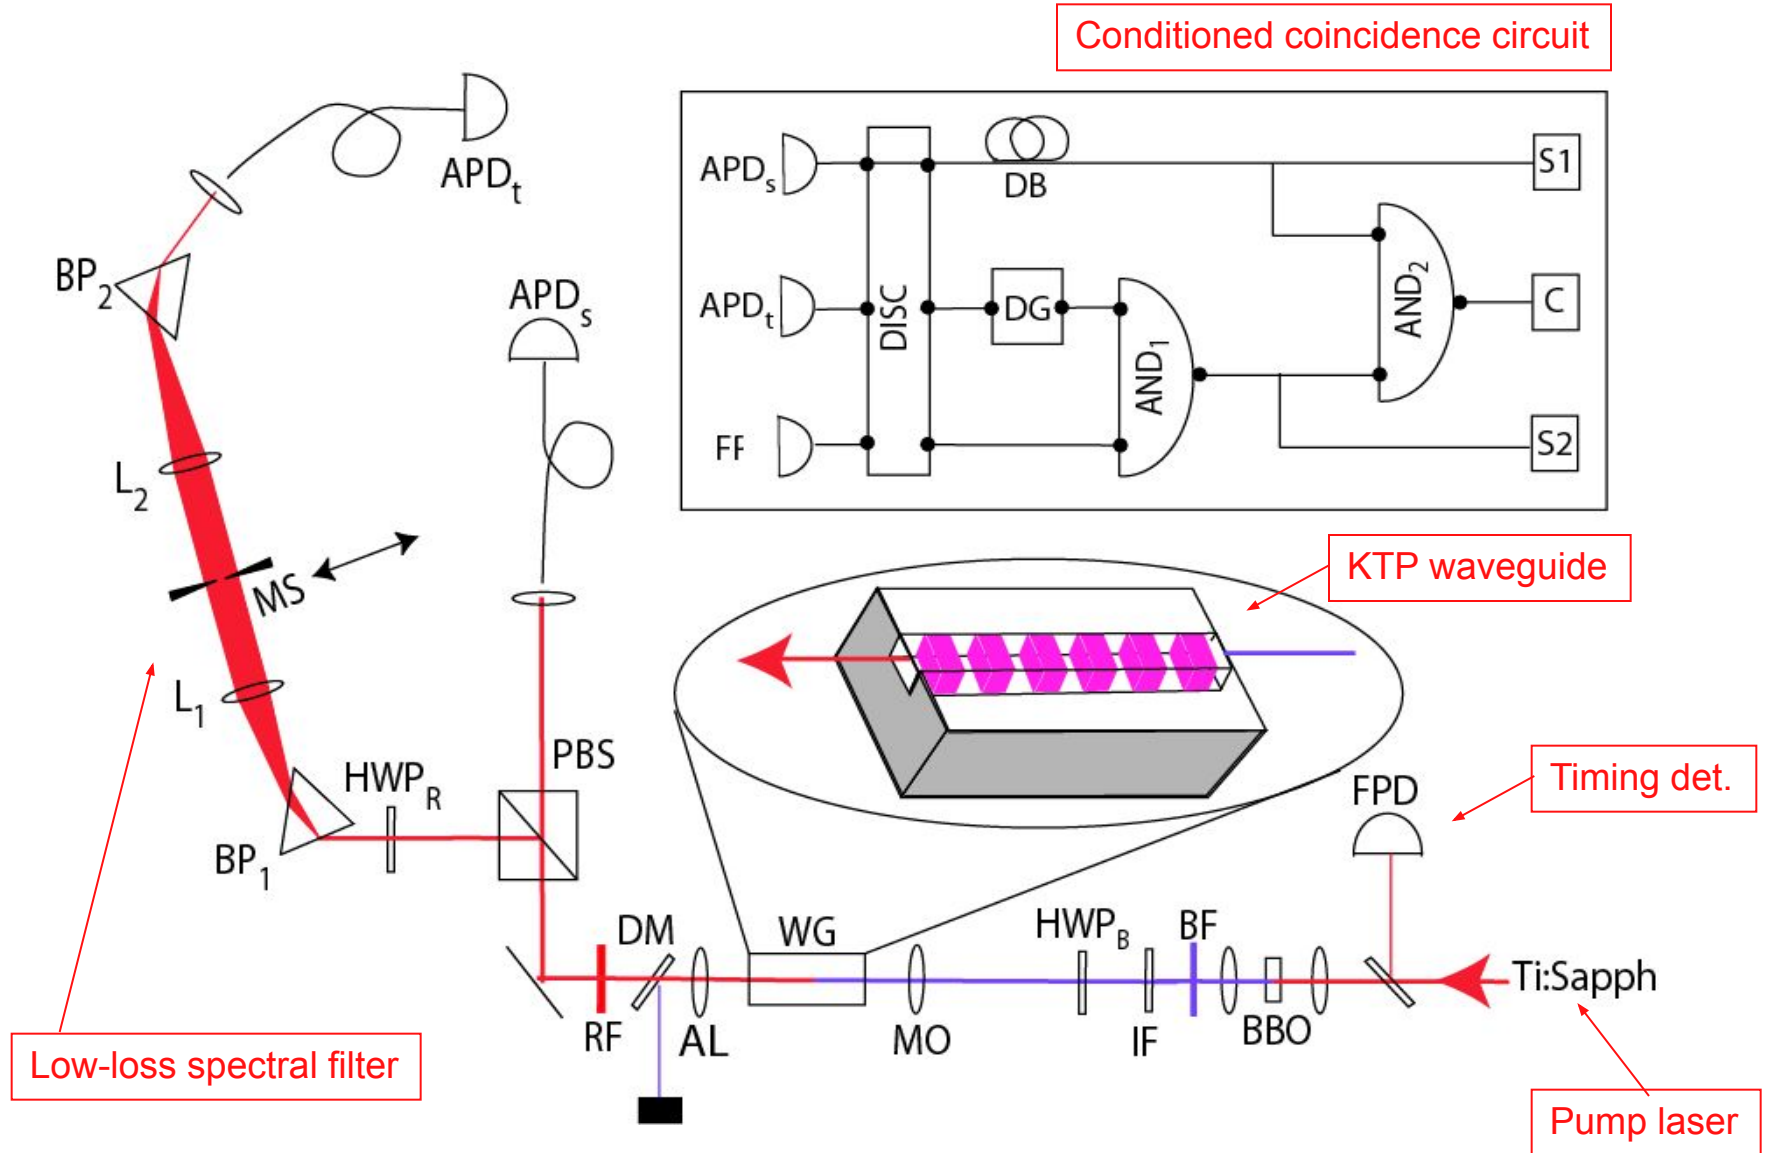 Conditioned coincidence circuit
APDt
APDs
DB
S1
BP2
APDs
APDt
DISC
DG
AND1
AND2
C
FF
S2
L2
MS
KTP waveguide
L1
PBS
HWPR
BP1
FPD
Timing det.
DM
WG
HWPB
BF
Ti:Sapph
RF
AL
MO
IF
BBO
Low-loss spectral filter
Pump laser